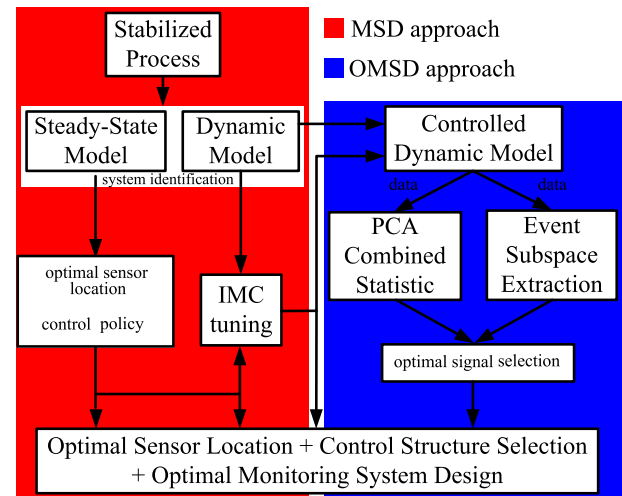 Stabilized
Process
MSD approach
OMSD approach
Steady-State
Model
Dynamic
Model
system identification
Controlled
Dynamic Model
data
data
PCA
Combined
Statistic
Event
Subspace
Extraction
optimal sensor
location
control policy
IMC
tuning
optimal signal selection
Optimal Sensor Location + Control Structure Selection
+ Optimal Monitoring System Design